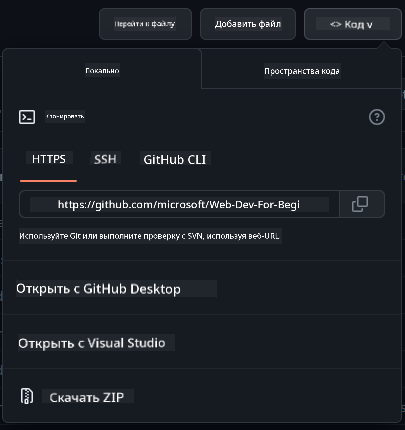 Перейти к файлу
Добавить файл
<> Код v
Локально
Пространства кода
Клонировать
HTTPS
SSH
GitHub CLI
https://github.com/microsoft/Web-Dev-For-Begi
Используйте Git или выполните проверку с SVN, используя веб-URL
Открыть с GitHub Desktop
Открыть с Visual Studio
Скачать ZIP